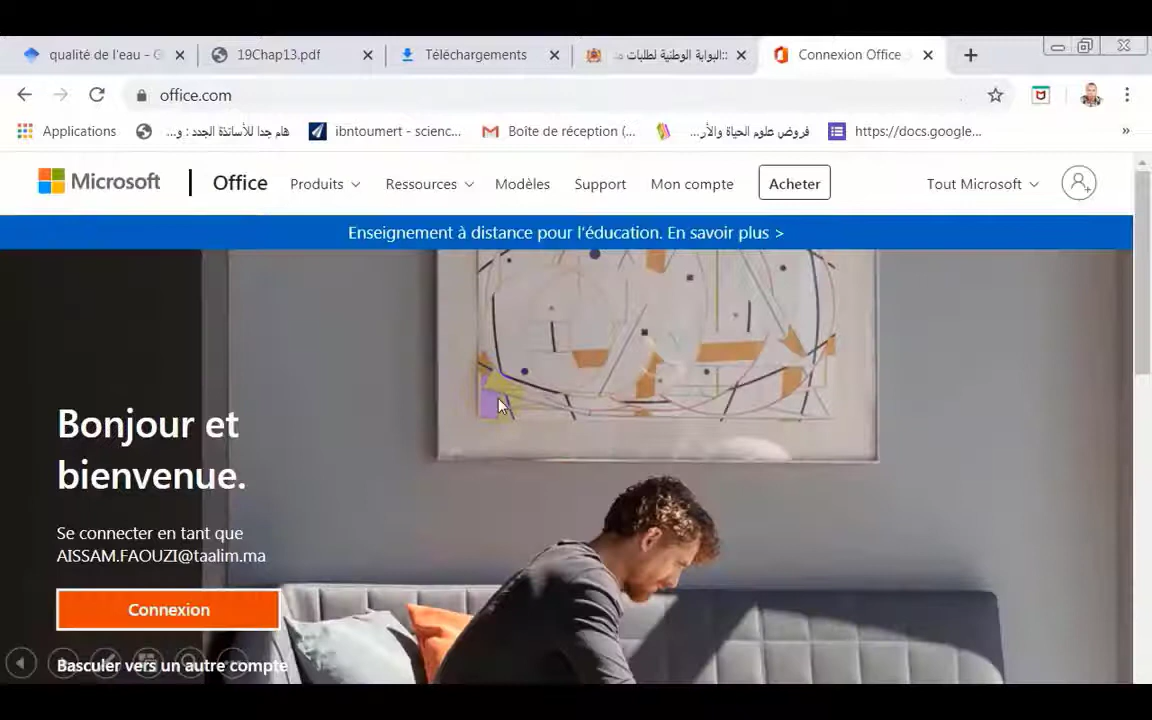 qualité de l'eau - G
19Chap13.pdf
Téléchargements
البوابة الوطنية لطلبات مذ::
Connexion Office
office.com
Applications
هام جدا للأساتذة الجدد : و...
ibntoumert - scienc...
Boîte de réception (...
فروض علوم الحياة والأر...
https://docs.google...
»
Microsoft
Office
Produits
Ressources
Modèles
Support
Mon compte
Acheter
Tout Microsoft
Enseignement à distance pour l'éducation. En savoir plus >
Bonjour et
bienvenue.
Se connecter en tant que
AISSAM.FAOUZI@taalim.ma
Connexion
Basculer vers un autre compte